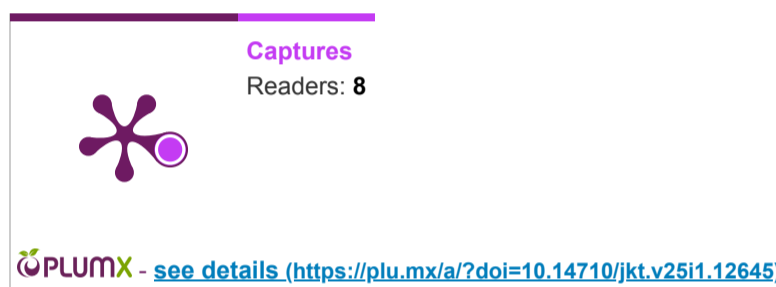 Captures
Readers: 8
PLUMX - see details (https://plu.mx/a/?doi=10.14710/jkt.v25i1.12645)